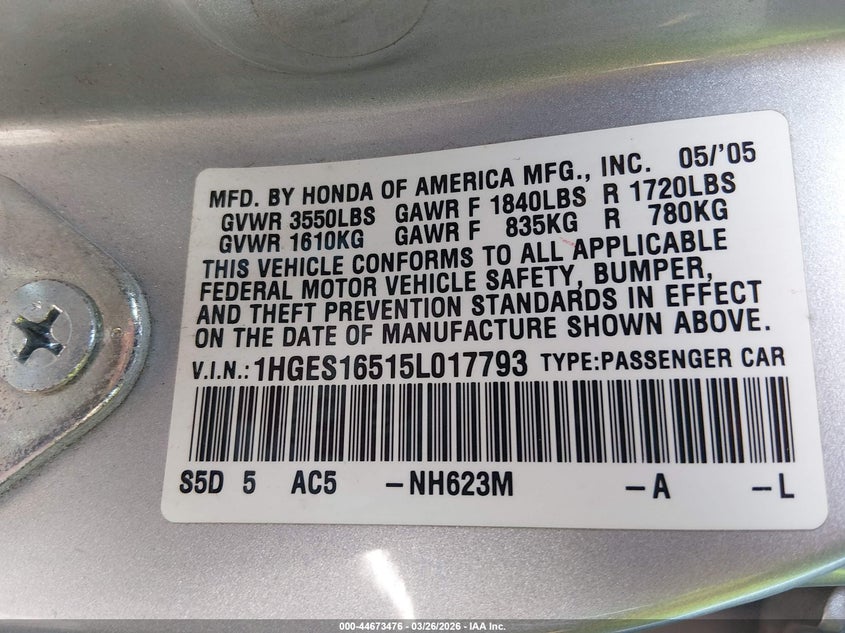 MFD. BY HONDA OF AMERICA MFG., INC. 05/'05
GVWR 3550LBS GAWR F 1840LBS R 1720LBS
GVWR 1610KG GAWR F 835KG R 780KG
THIS VEHICLE CONFORMS TO ALL APPLICABLE
FEDERAL MOTOR VEHICLE SAFETY, BUMPER,
AND THEFT PREVENTION STANDARDS IN EFFECT
ON THE DATE OF MANUFACTURE SHOWN ABOVE.
V.I.N.: 1HGES16515L017793 TYPE:PASSENGER CAR
S5D 5 AC5 -NH623M -A -L
000-44673476 | 03/26/2026 - IAA Inc.